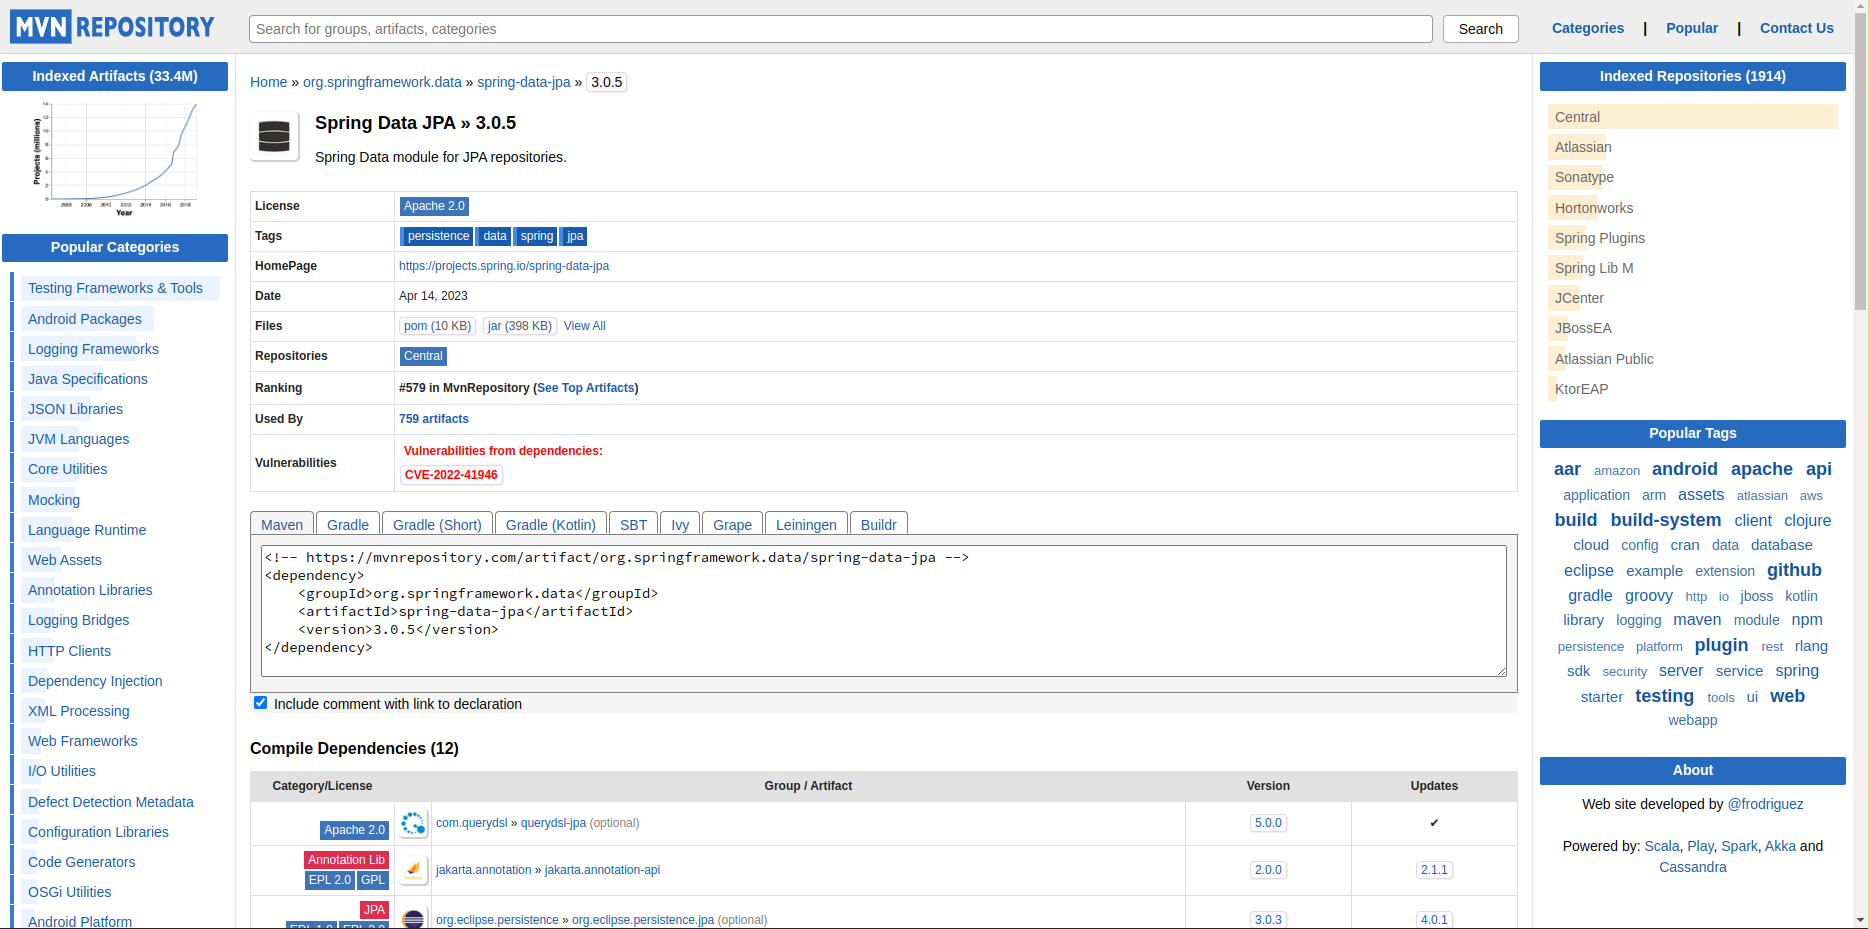 MVN REPOSITORY
Search for groups, artifacts, categories
Search
Categories | Popular | Contact Us
Indexed Artifacts (33.4M)
Projects (millions)
Year
Popular Categories
Testing Frameworks & Tools
Android Packages
Logging Frameworks
Java Specifications
JSON Libraries
JVM Languages
Core Utilities
Mocking
Language Runtime
Web Assets
Annotation Libraries
Logging Bridges
HTTP Clients
Dependency Injection
XML Processing
Web Frameworks
I/O Utilities
Defect Detection Metadata
Configuration Libraries
Code Generators
OSGi Utilities
Android Platform
Home » org.springframework.data » spring-data-jpa » 3.0.5
Spring Data JPA » 3.0.5
Spring Data module for JPA repositories.
License Apache 2.0
Tags persistence data spring jpa
HomePage https://projects.spring.io/spring-data-jpa
Date Apr 14, 2023
Files pom (10 KB) jar (398 KB) View All
Repositories Central
Ranking #579 in MvnRepository (See Top Artifacts)
Used By 759 artifacts
Vulnerabilities Vulnerabilities from dependencies:
CVE-2022-41946
Maven Gradle Gradle (Short) Gradle (Kotlin) SBT Ivy Grape Leiningen Buildr
<!-- https://mvnrepository.com/artifact/org.springframework.data/spring-data-jpa -->
<dependency>
    <groupId>org.springframework.data</groupId>
    <artifactId>spring-data-jpa</artifactId>
    <version>3.0.5</version>
</dependency>
Include comment with link to declaration
Compile Dependencies (12)
Category/License Group / Artifact Version Updates
Apache 2.0 com.querydsl » querydsl-jpa (optional) 5.0.0 ✔
Annotation Lib
EPL 2.0 GPL jakarta.annotation » jakarta.annotation-api 2.0.0 2.1.1
JPA
EPL 1.0 EPL 2.0 org.eclipse.persistence » org.eclipse.persistence.jpa (optional) 3.0.3 4.0.1
Indexed Repositories (1914)
Central
Atlassian
Sonatype
Hortonworks
Spring Plugins
Spring Lib M
JCenter
JBossEA
Atlassian Public
KtorEAP
Popular Tags
aar amazon android apache api
application arm assets atlassian aws
build build-system client clojure
cloud config cran data database
eclipse example extension github
gradle groovy http io jboss kotlin
library logging maven module npm
persistence platform plugin rest rlang
sdk security server service spring
starter testing tools ui web
webapp
About
Web site developed by @frodriguez
Powered by: Scala, Play, Spark, Akka and
Cassandra